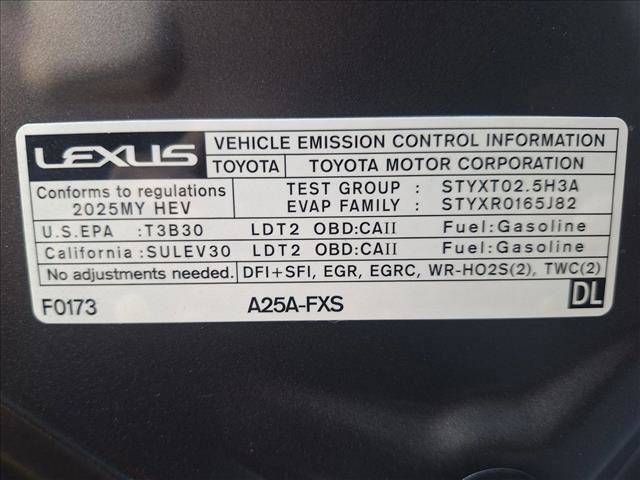 LEXUS VEHICLE EMISSION CONTROL INFORMATION
TOYOTA TOYOTA MOTOR CORPORATION
Conforms to regulations TEST GROUP : STYXT02.5H3A
2025MY HEV EVAP FAMILY : STYXR0165J82
U.S.EPA :T3B30 LDT2 OBD:CAII Fuel:Gasoline
California:SULEV30 LDT2 OBD:CAII Fuel:Gasoline
No adjustments needed. DFI+SFI, EGR, EGRC, WR-HO2S(2), TWC(2)
F0173 A25A-FXS DL